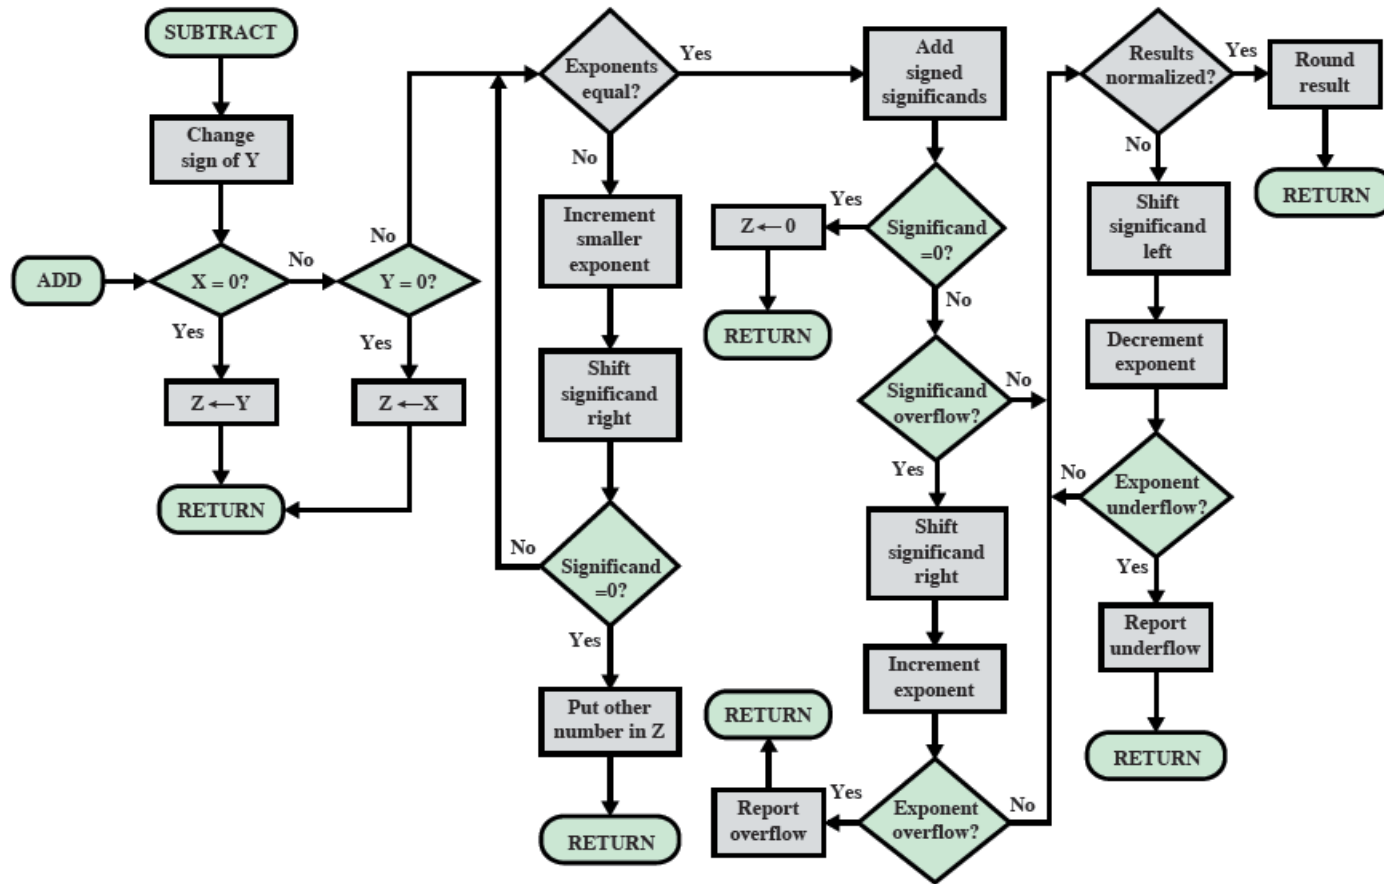 SUBTRACT
Change
sign of Y
ADD
X = 0?
No
Yes
Z ←Y
RETURN
Y = 0?
No
Yes
Z ←X
Exponents
equal?
Yes
No
Increment
smaller
exponent
Shift
significand
right
Significand
=0?
No
Yes
Put other
number in Z
RETURN
Add
signed
significands
Significand
=0?
Yes
Z ← 0
RETURN
No
Significand
overflow?
No
Yes
Shift
significand
right
Increment
exponent
Exponent
overflow?
Yes
Report
overflow
RETURN
No
Results
normalized?
Yes
Round
result
RETURN
No
Shift
significand
left
Decrement
exponent
Exponent
underflow?
No
Yes
Report
underflow
RETURN